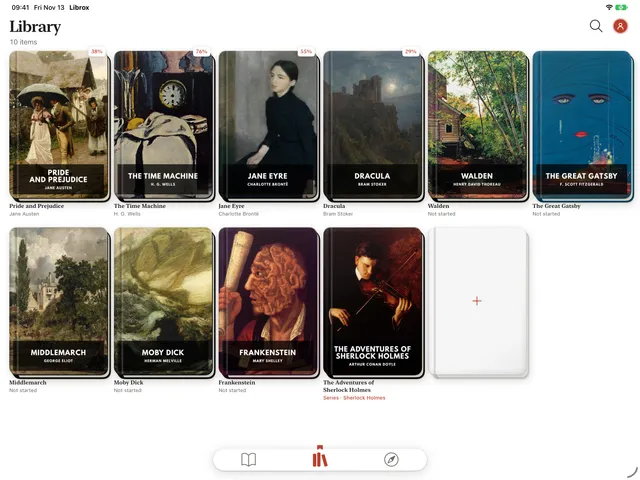 09:41 Fri Nov 13 Librox
Library
10 items
38%
76%
53%
29%
PRIDE
AND PREJUDICE
JANE AUSTEN
THE TIME MACHINE
H. G. WELLS
JANE EYRE
CHARLOTTE BRONTË
DRACULA
BRAM STOKER
WALDEN
HENRY DAVID THOREAU
THE GREAT GATSBY
F. SCOTT FITZGERALD
Pride and Prejudice
Jane Austen
The Time Machine
H. G. Wells
Jane Eyre
Charlotte Brontë
Dracula
Bram Stoker
Walden
Not started
The Great Gatsby
Not started
MIDDLEMARCH
GEORGE ELIOT
MOBY DICK
HERMAN MELVILLE
FRANKENSTEIN
MARY SHELLEY
THE ADVENTURES OF
SHERLOCK HOLMES
ARTHUR CONAN DOYLE
Middlemarch
Not started
Moby Dick
Not started
Frankenstein
Not started
The Adventures of
Sherlock Holmes
Series · Sherlock Holmes